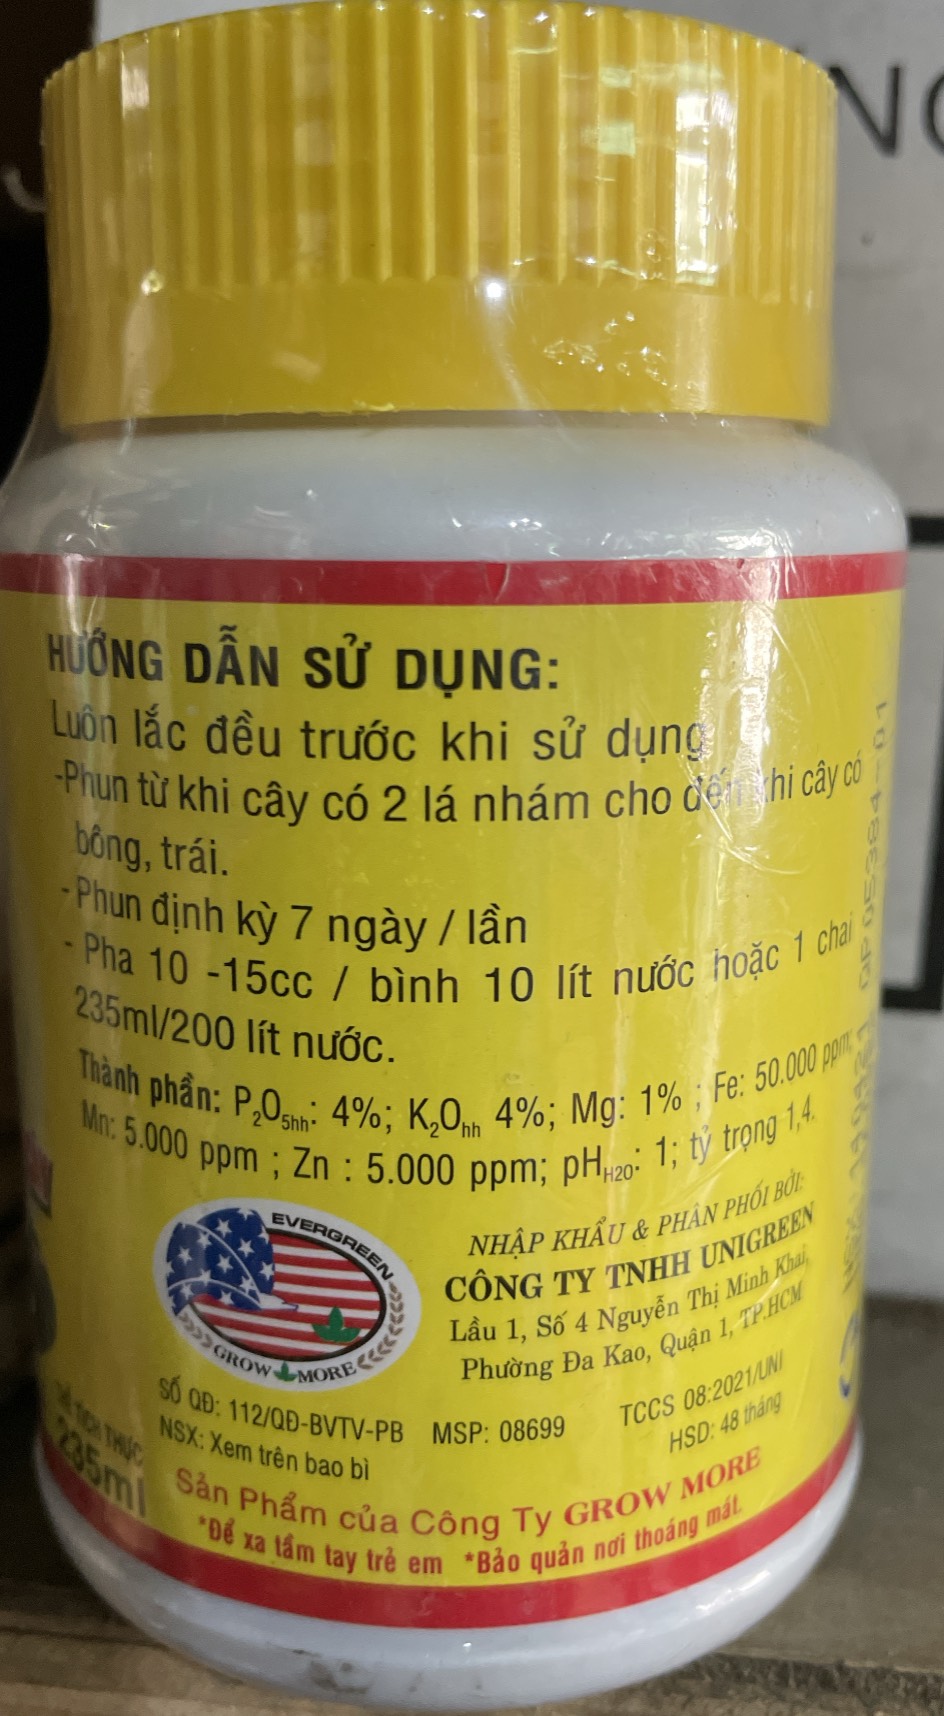 HƯỚNG DẪN SỬ DỤNG:
Luôn lắc đều trước khi sử dụng
-Phun từ khi cây có 2 lá nhám cho đến khi cây có
bông, trái.
- Phun định kỳ 7 ngày / lần
- Pha 10 -15cc / bình 10 lít nước hoặc 1 chai
235ml/200 lít nước.
Thành phần: P2O5hh: 4%; K2Ohh 4%; Mg: 1% ; Fe: 50.000 ppm;
Mn: 5.000 ppm ; Zn : 5.000 ppm; pHH2O: 1; tỷ trọng 1,4.
EVERGREEN
GROW MORE
NHẬP KHẨU & PHÂN PHỐI BỞI:
CÔNG TY TNHH UNIGREEN
Lầu 1, Số 4 Nguyễn Thị Minh Khai,
Phường Đa Kao, Quận 1, TP.HCM
SỐ QĐ: 112/QĐ-BVTV-PB MSP: 08699 TCCS 08:2021/UNI
NSX: Xem trên bao bì HSD: 48 tháng
THỰC
235ml
Sản Phẩm của Công Ty GROW MORE
*Để xa tầm tay trẻ em *Bảo quản nơi thoáng mát.